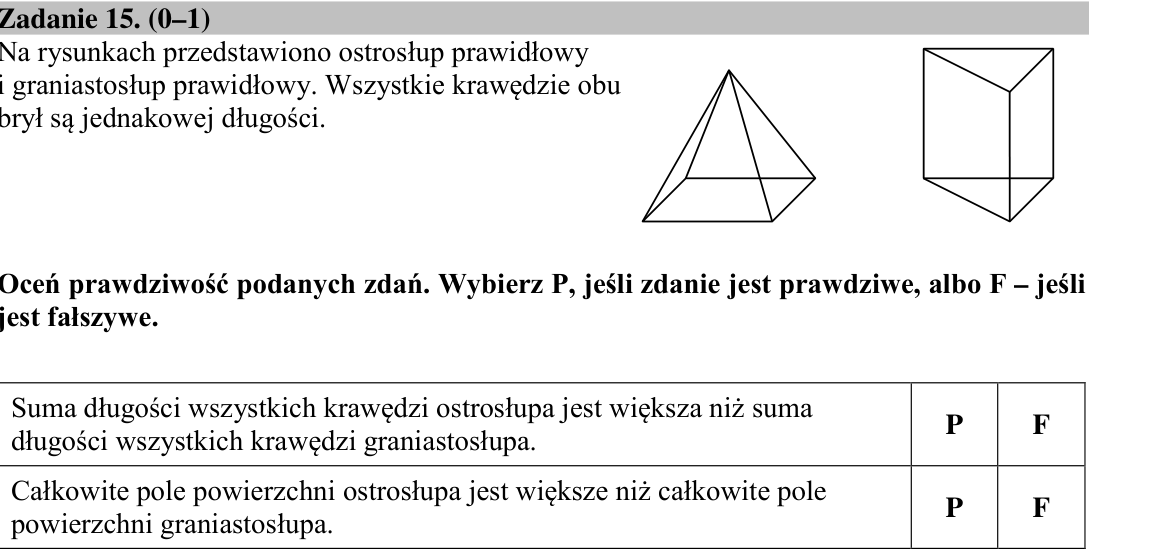 Zadanie 15. (0–1)
Na rysunkach przedstawiono ostrosłup prawidłowy
i graniastosłup prawidłowy. Wszystkie krawędzie obu
brył są jednakowej długości.
Oceń prawdziwość podanych zdań. Wybierz P, jeśli zdanie jest prawdziwe, albo F – jeśli
jest fałszywe.
Suma długości wszystkich krawędzi ostrosłupa jest większa niż suma
długości wszystkich krawędzi graniastosłupa.
P F
Całkowite pole powierzchni ostrosłupa jest większe niż całkowite pole
powierzchni graniastosłupa.
P F